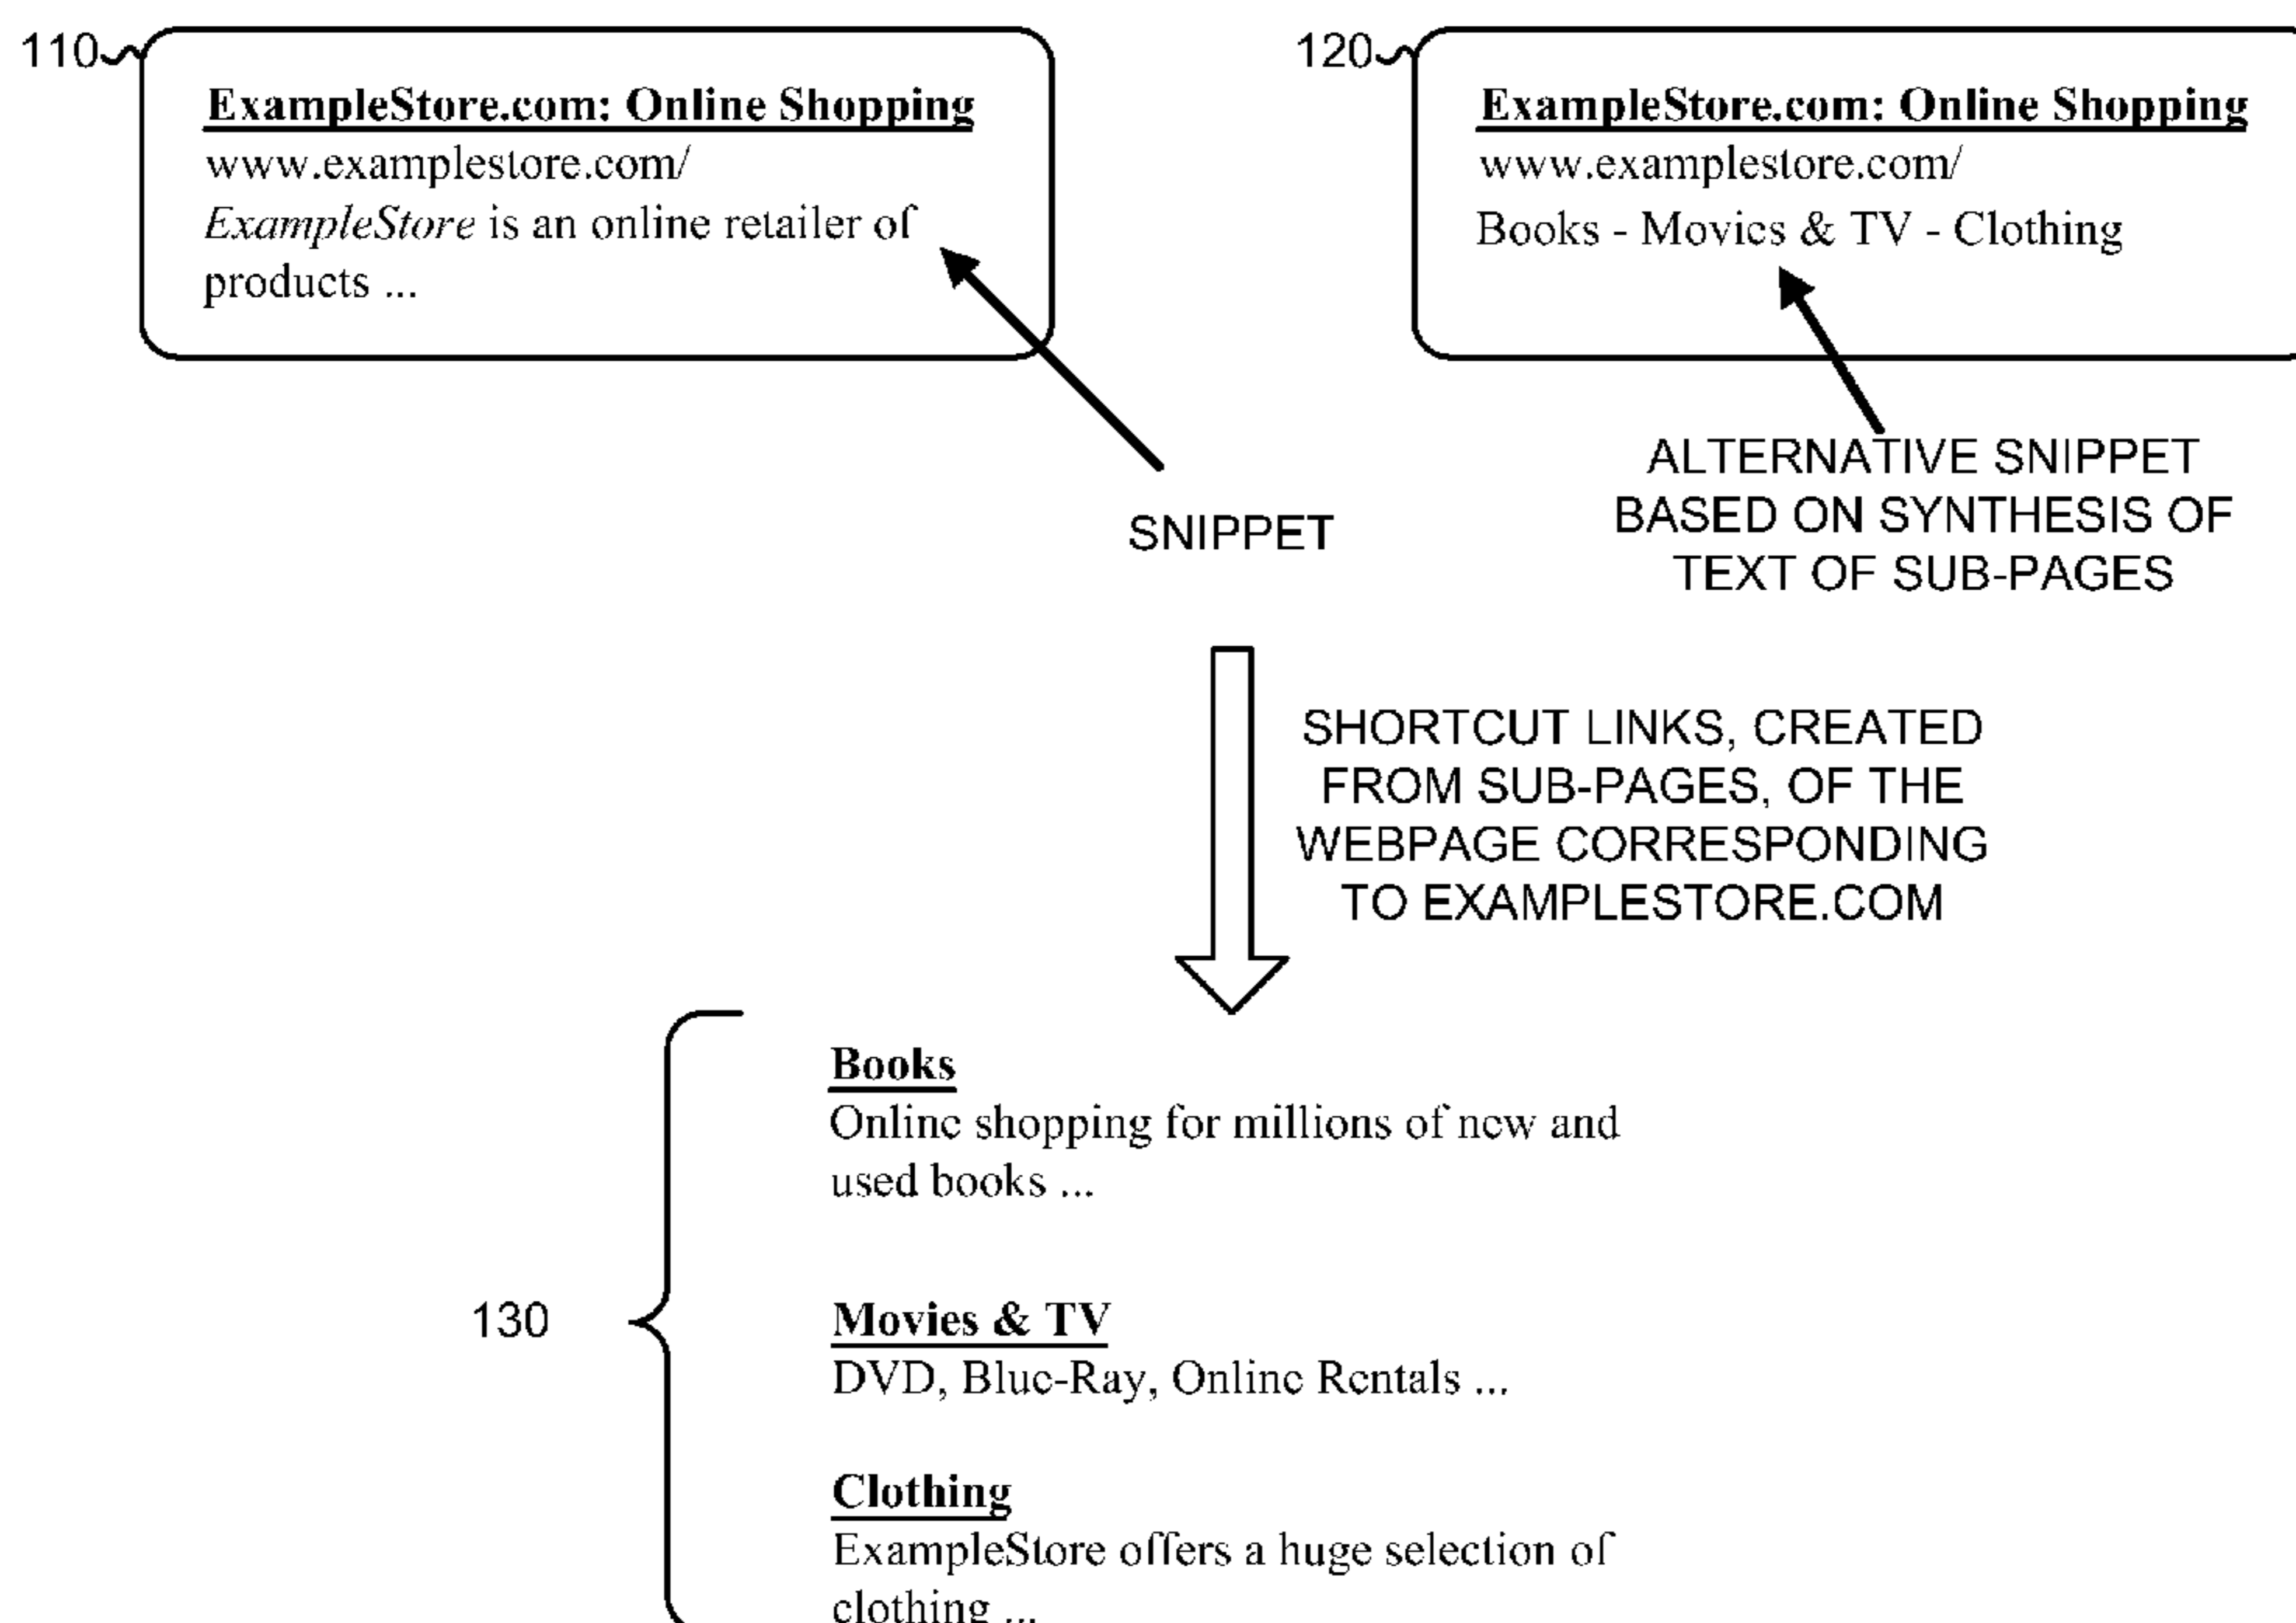 110
ExampleStore.com: Online Shopping
www.examplestore.com/
ExampleStore is an online retailer of
products ...
120
ExampleStore.com: Online Shopping
www.examplestore.com/
Books - Movies & TV - Clothing
SNIPPET
ALTERNATIVE SNIPPET
BASED ON SYNTHESIS OF
TEXT OF SUB-PAGES
SHORTCUT LINKS, CREATED
FROM SUB-PAGES, OF THE
WEBPAGE CORRESPONDING
TO EXAMPLESTORE.COM
130
Books
Online shopping for millions of new and
used books ...
Movies & TV
DVD, Blue-Ray, Online Rentals ...
Clothing
ExampleStore offers a huge selection of
clothing ...